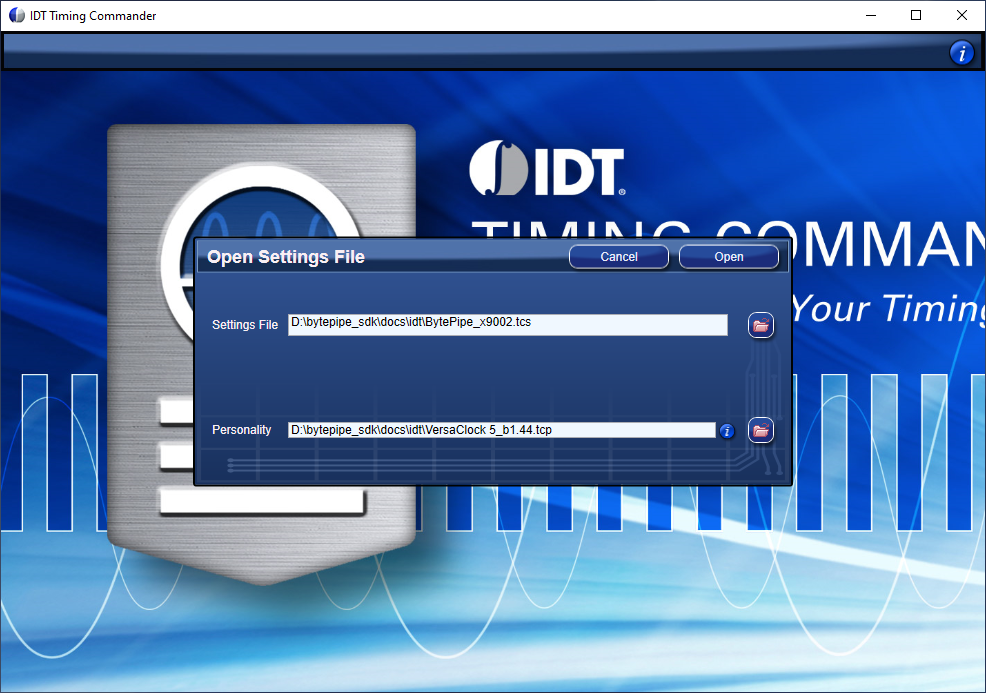 IDT Timing Commander
i
IDT®
TIMING COMMAN
Your Timing
Open Settings File
Cancel
Open
Settings File
D:\bytepipe_sdk\docs\idt\BytePipe_x9002.tcs
Personality
D:\bytepipe_sdk\docs\idt\VersaClock 5_b1.44.tcp
i